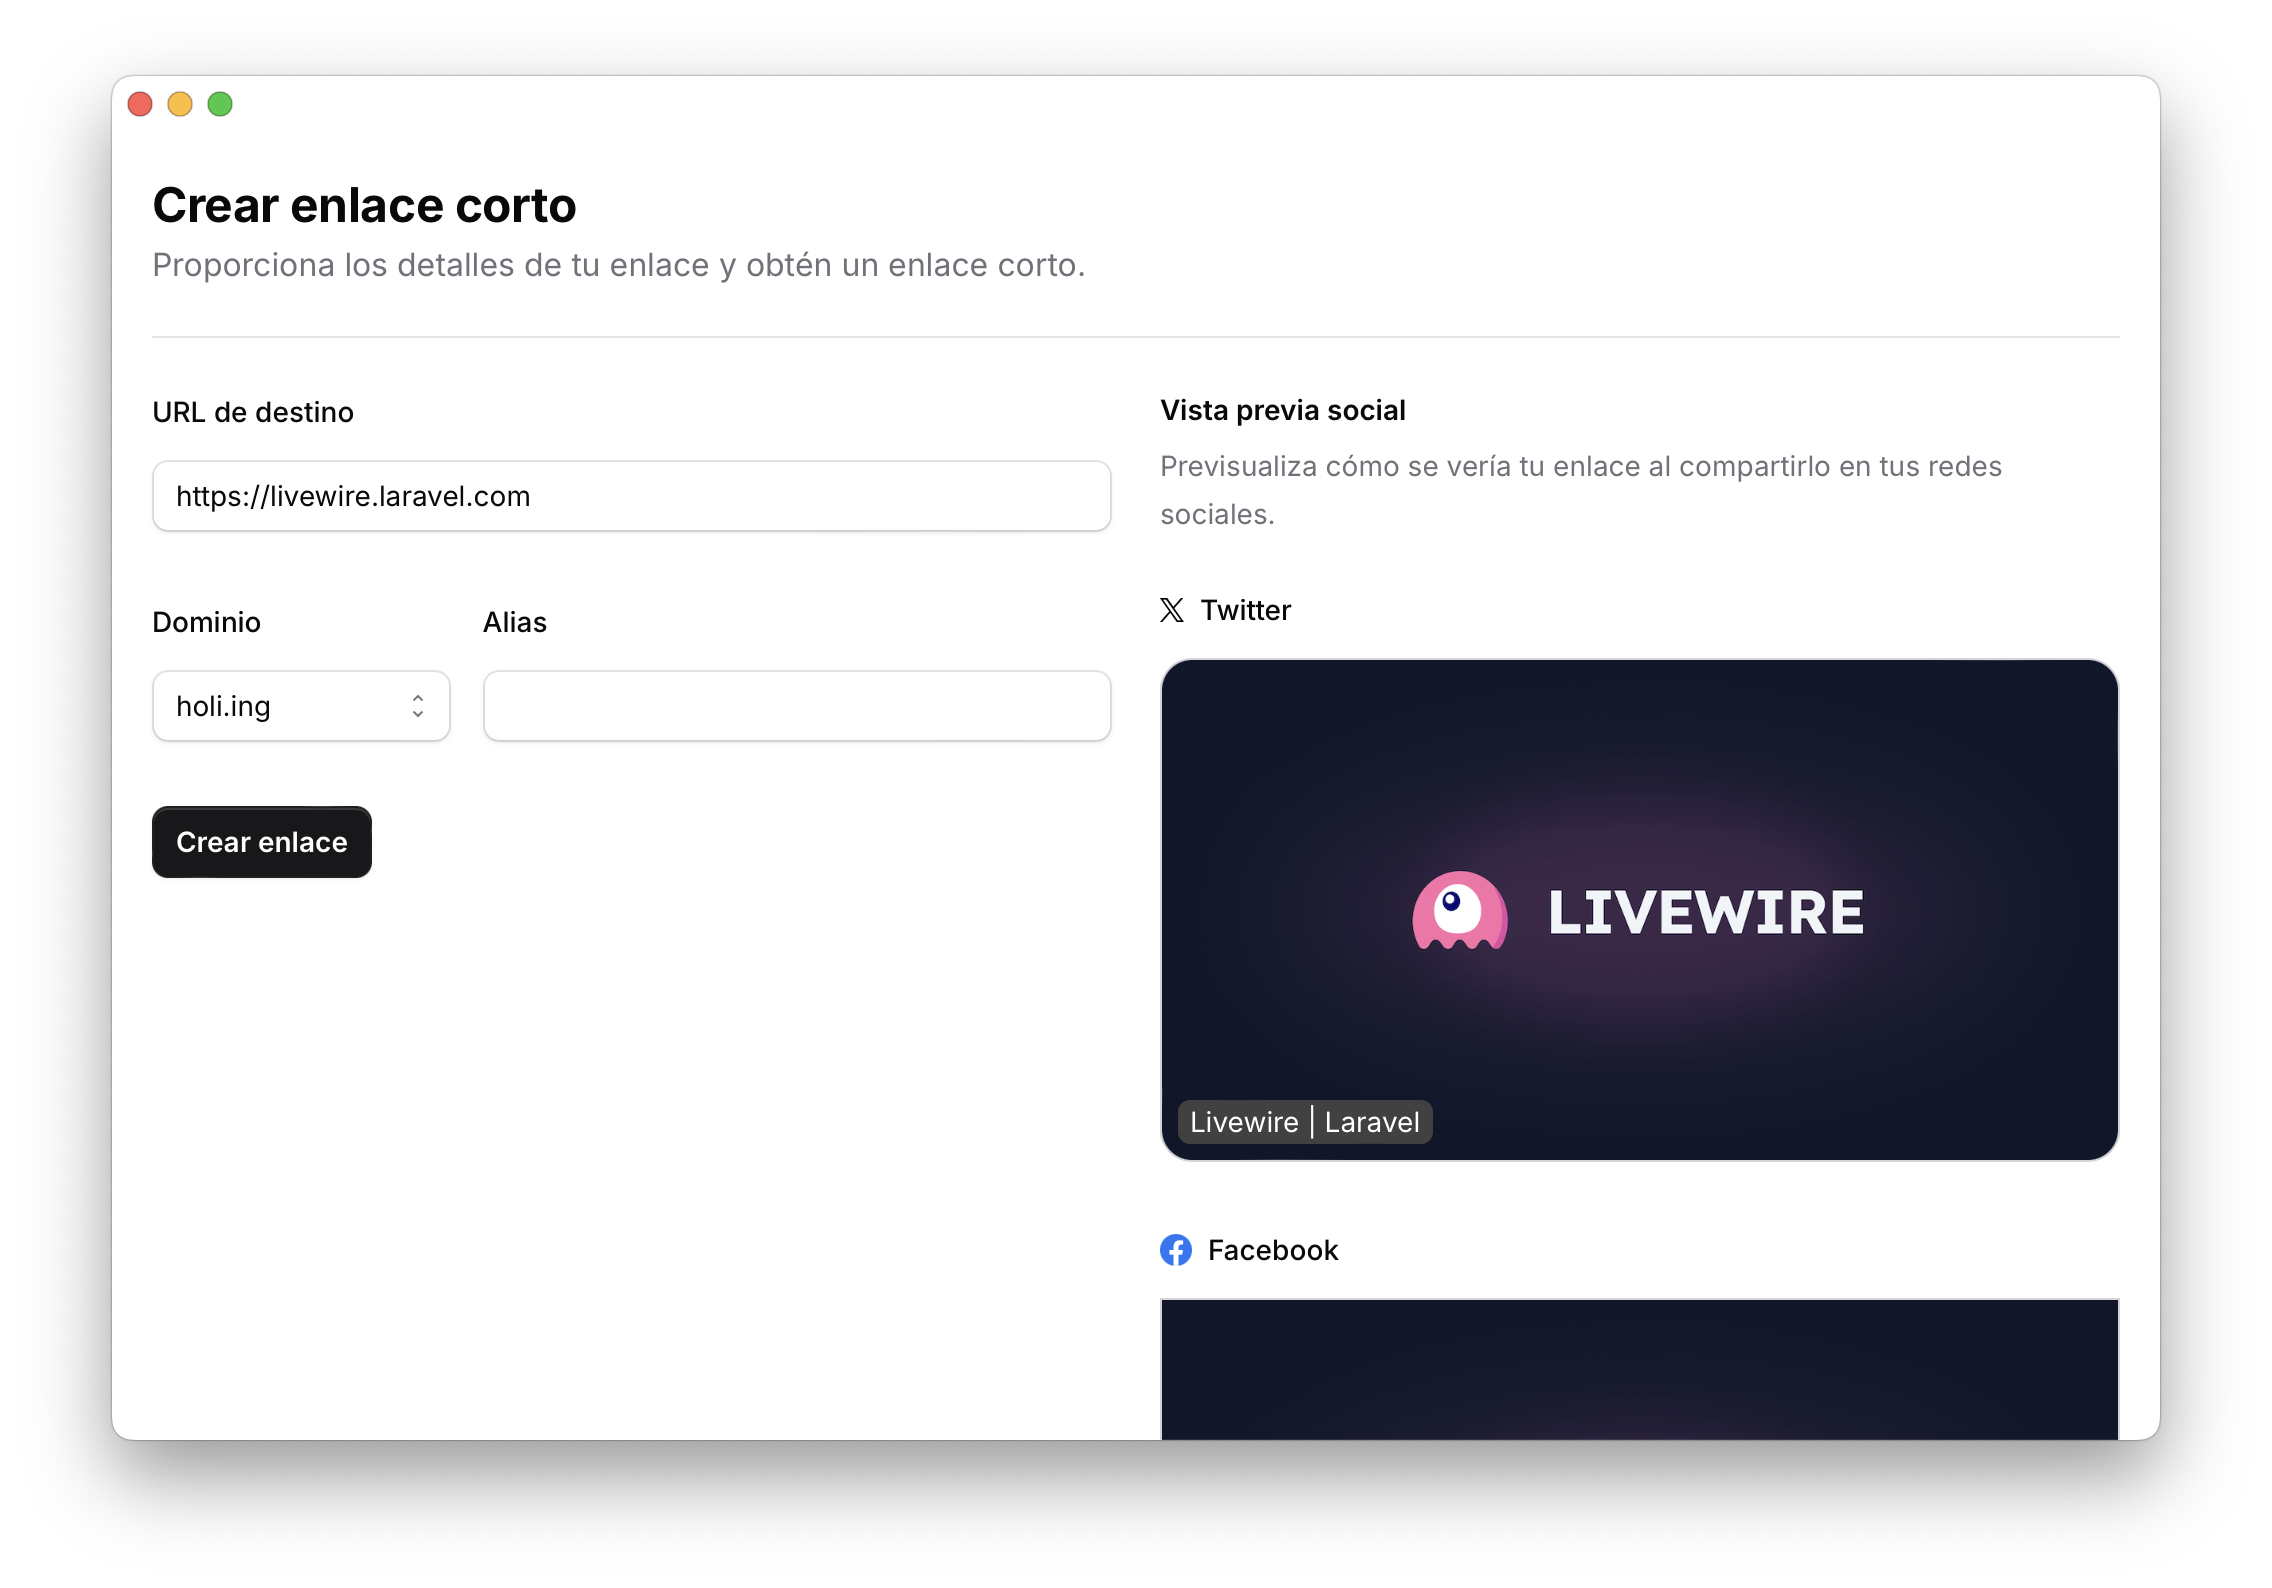 Crear enlace corto
Proporciona los detalles de tu enlace y obtén un enlace corto.
URL de destino
https://livewire.laravel.com
Dominio
Alias
holi.ing
Crear enlace
Vista previa social
Previsualiza cómo se vería tu enlace al compartirlo en tus redes
sociales.
Twitter
LIVEWIRE
Livewire | Laravel
Facebook